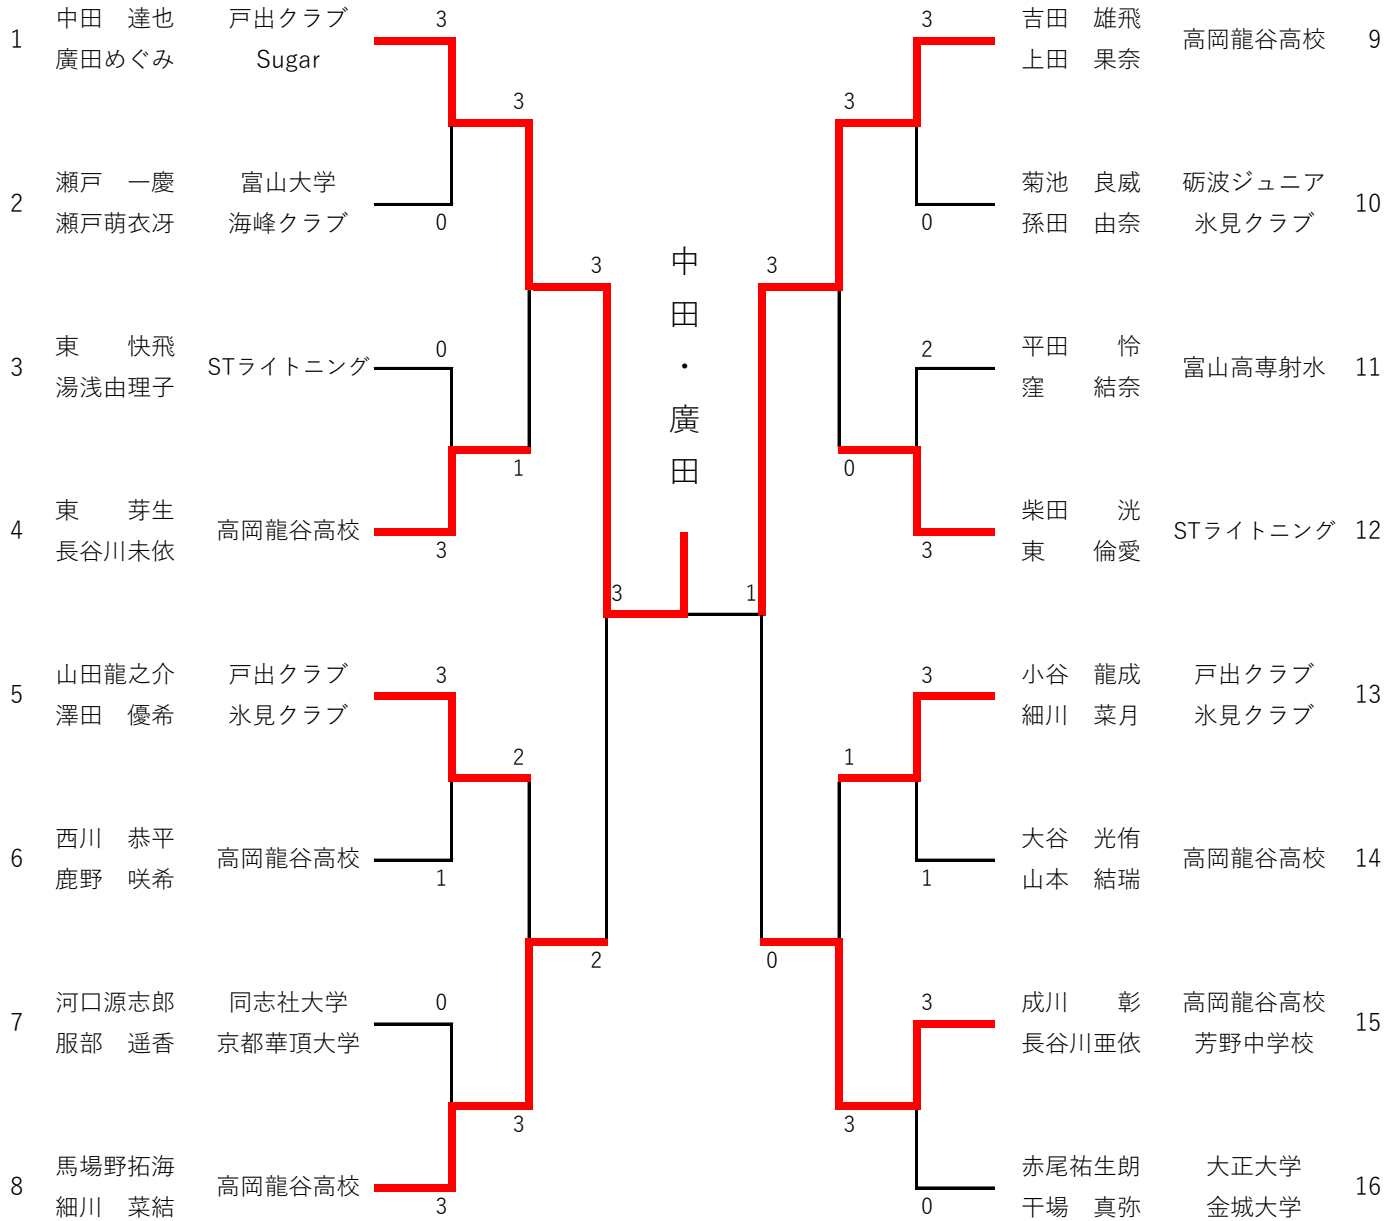 1 中田　達也 戸出クラブ 3
廣田めぐみ Sugar
3
2 瀬戸　一慶 富山大学
瀬戸萌衣冴 海峰クラブ 0
3
3 東　　快飛 STライトニング 0
湯浅由理子
1
4 東　　芽生 高岡龍谷高校
長谷川未依 3
3
5 山田龍之介 戸出クラブ 3
澤田　優希 氷見クラブ
2
6 西川　恭平 高岡龍谷高校
鹿野　咲希 1
2
7 河口源志郎 同志社大学 0
服部　遥香 京都華頂大学
3
8 馬場野拓海 高岡龍谷高校
細川　菜結 3
中田・廣田
1
3 吉田　雄飛 高岡龍谷高校 9
上田　果奈
3
菊池　良威 砺波ジュニア 10
0 孫田　由奈 氷見クラブ
3
2 平田　　怜 富山高専射水 11
窪　　結奈
0
柴田　　洸 STライトニング 12
3 東　　倫愛
3 小谷　龍成 戸出クラブ 13
細川　菜月 氷見クラブ
1
大谷　光侑 高岡龍谷高校 14
1 山本　結瑞
0
3 成川　　彰 高岡龍谷高校 15
長谷川亜依 芳野中学校
3
赤尾祐生朗 大正大学 16
0 干場　真弥 金城大学